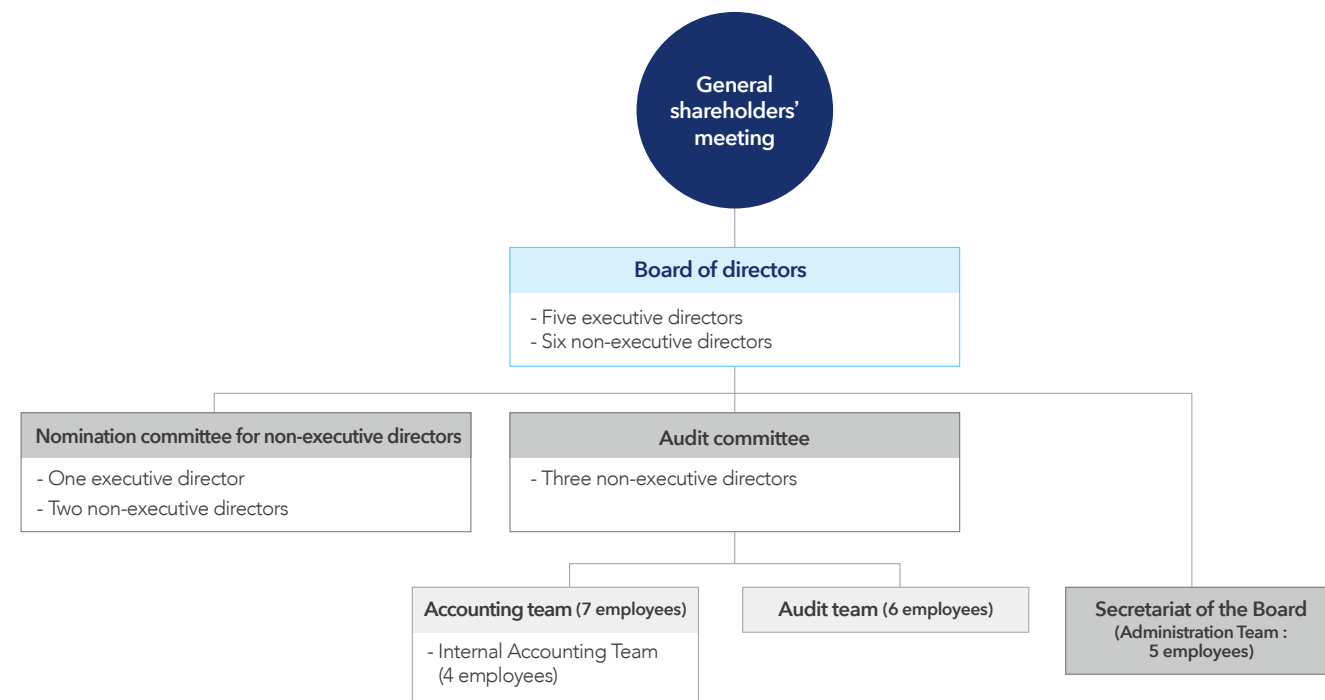 General
shareholders’
meeting
Board of directors
- Five executive directors
- Six non-executive directors
Nomination committee for non-executive directors
- One executive director
- Two non-executive directors
Audit committee
- Three non-executive directors
Accounting team (7 employees)
- Internal Accounting Team
(4 employees)
Audit team (6 employees)
Secretariat of the Board
(Administration Team :
5 employees)